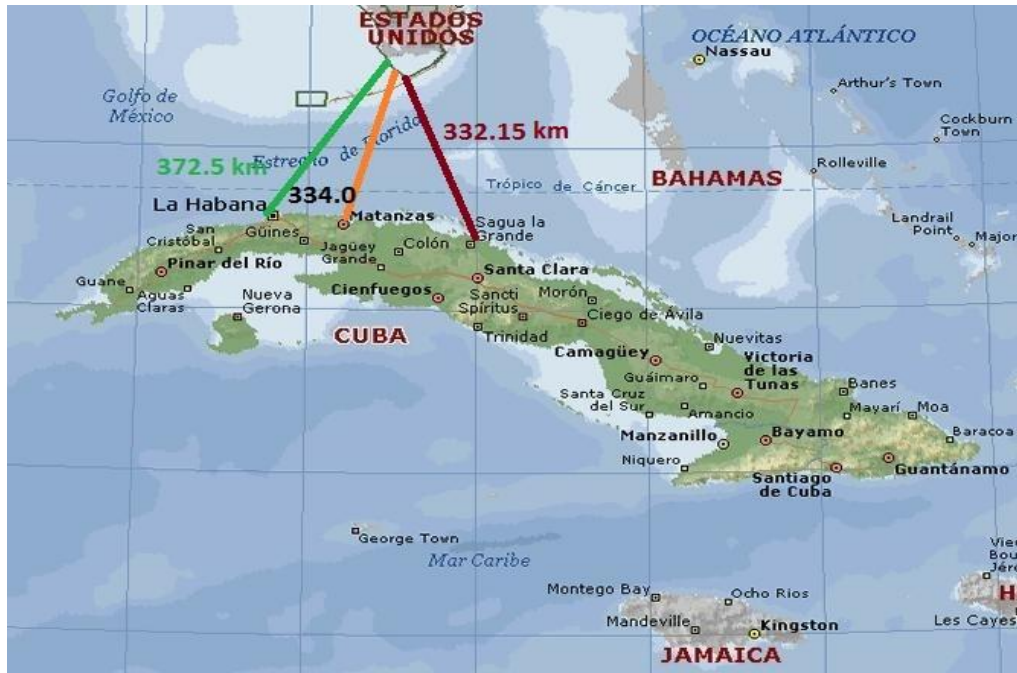 ESTADOS
UNIDOS
OCÉANO ATLÁNTICO
Nassau
Golfo de
México
Arthur's Town
Cockburn
Town
332.15 km
Estrecho de Florida
372.5 km
Rolleville
Trópico de Cáncer
BAHAMAS
334.0
La Habana
Matanzas
Sagua la
Grande
Landrail
Point
Major
San
Cristóbal
Güines
Jagüey
Grande
Colón
Pinar del Río
Santa Clara
Guane
Aguas
Claras
Nueva
Gerona
Cienfuegos
Sancti
Spíritus
Morón
Ciego de Ávila
CUBA
Trinidad
Nuevitas
Camagüey
Victoria
de las
Tunas
Guáimaro
Banes
Santa Cruz
del Sur
Amancio
Mayarí
Moa
Manzanillo
Bayamo
Baracoa
Niquero
Santiago
de Cuba
Guantánamo
George Town
Mar Caribe
Vie
Bou
Jér
Montego Bay
Ocho Rios
H
Mandeville
Kingston
Les Cayes
JAMAICA